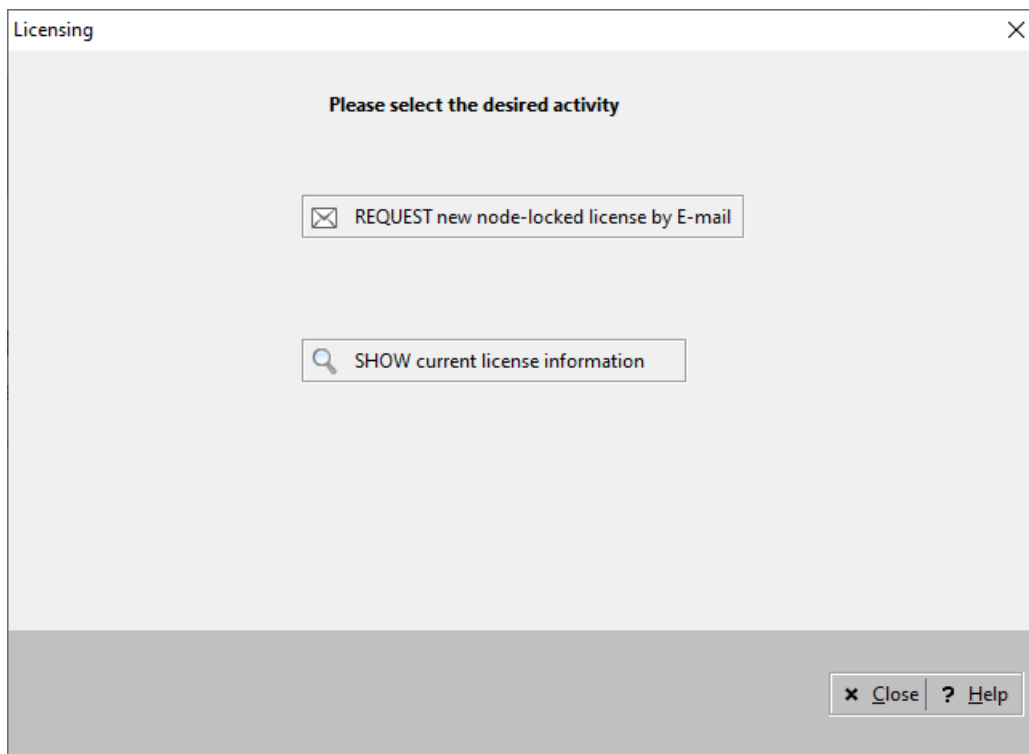 Licensing
Please select the desired activity
REQUEST new node-locked license by E-mail
SHOW current license information
Close ? Help